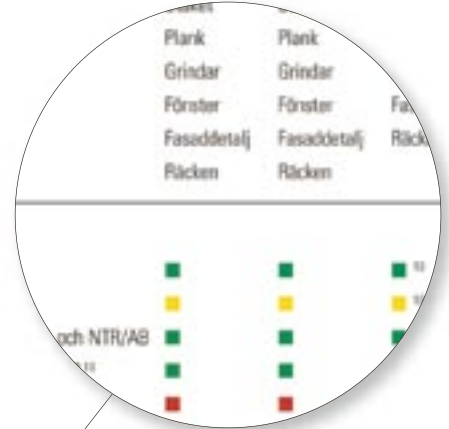 Plank Plank
Grindar Grindar
Fönster Fönster
Fasaddetalj Fasaddetalj
Räcken Räcken
och NTR/AB